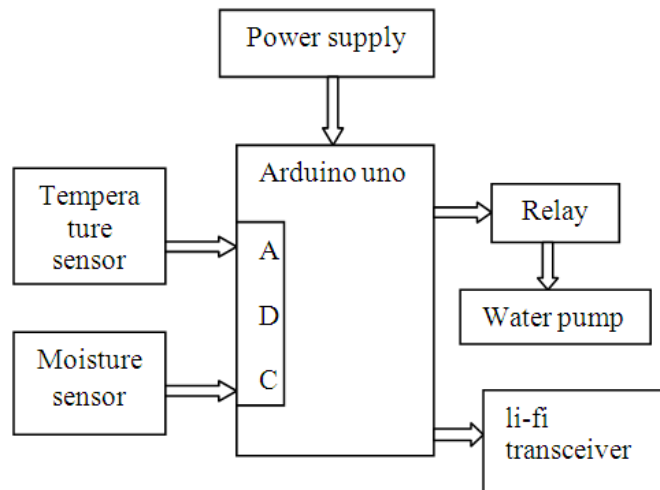 Power supply
Arduino uno
Tempera
ture
sensor
A
D
C
Relay
Water pump
Moisture
sensor
li-fi
transceiver